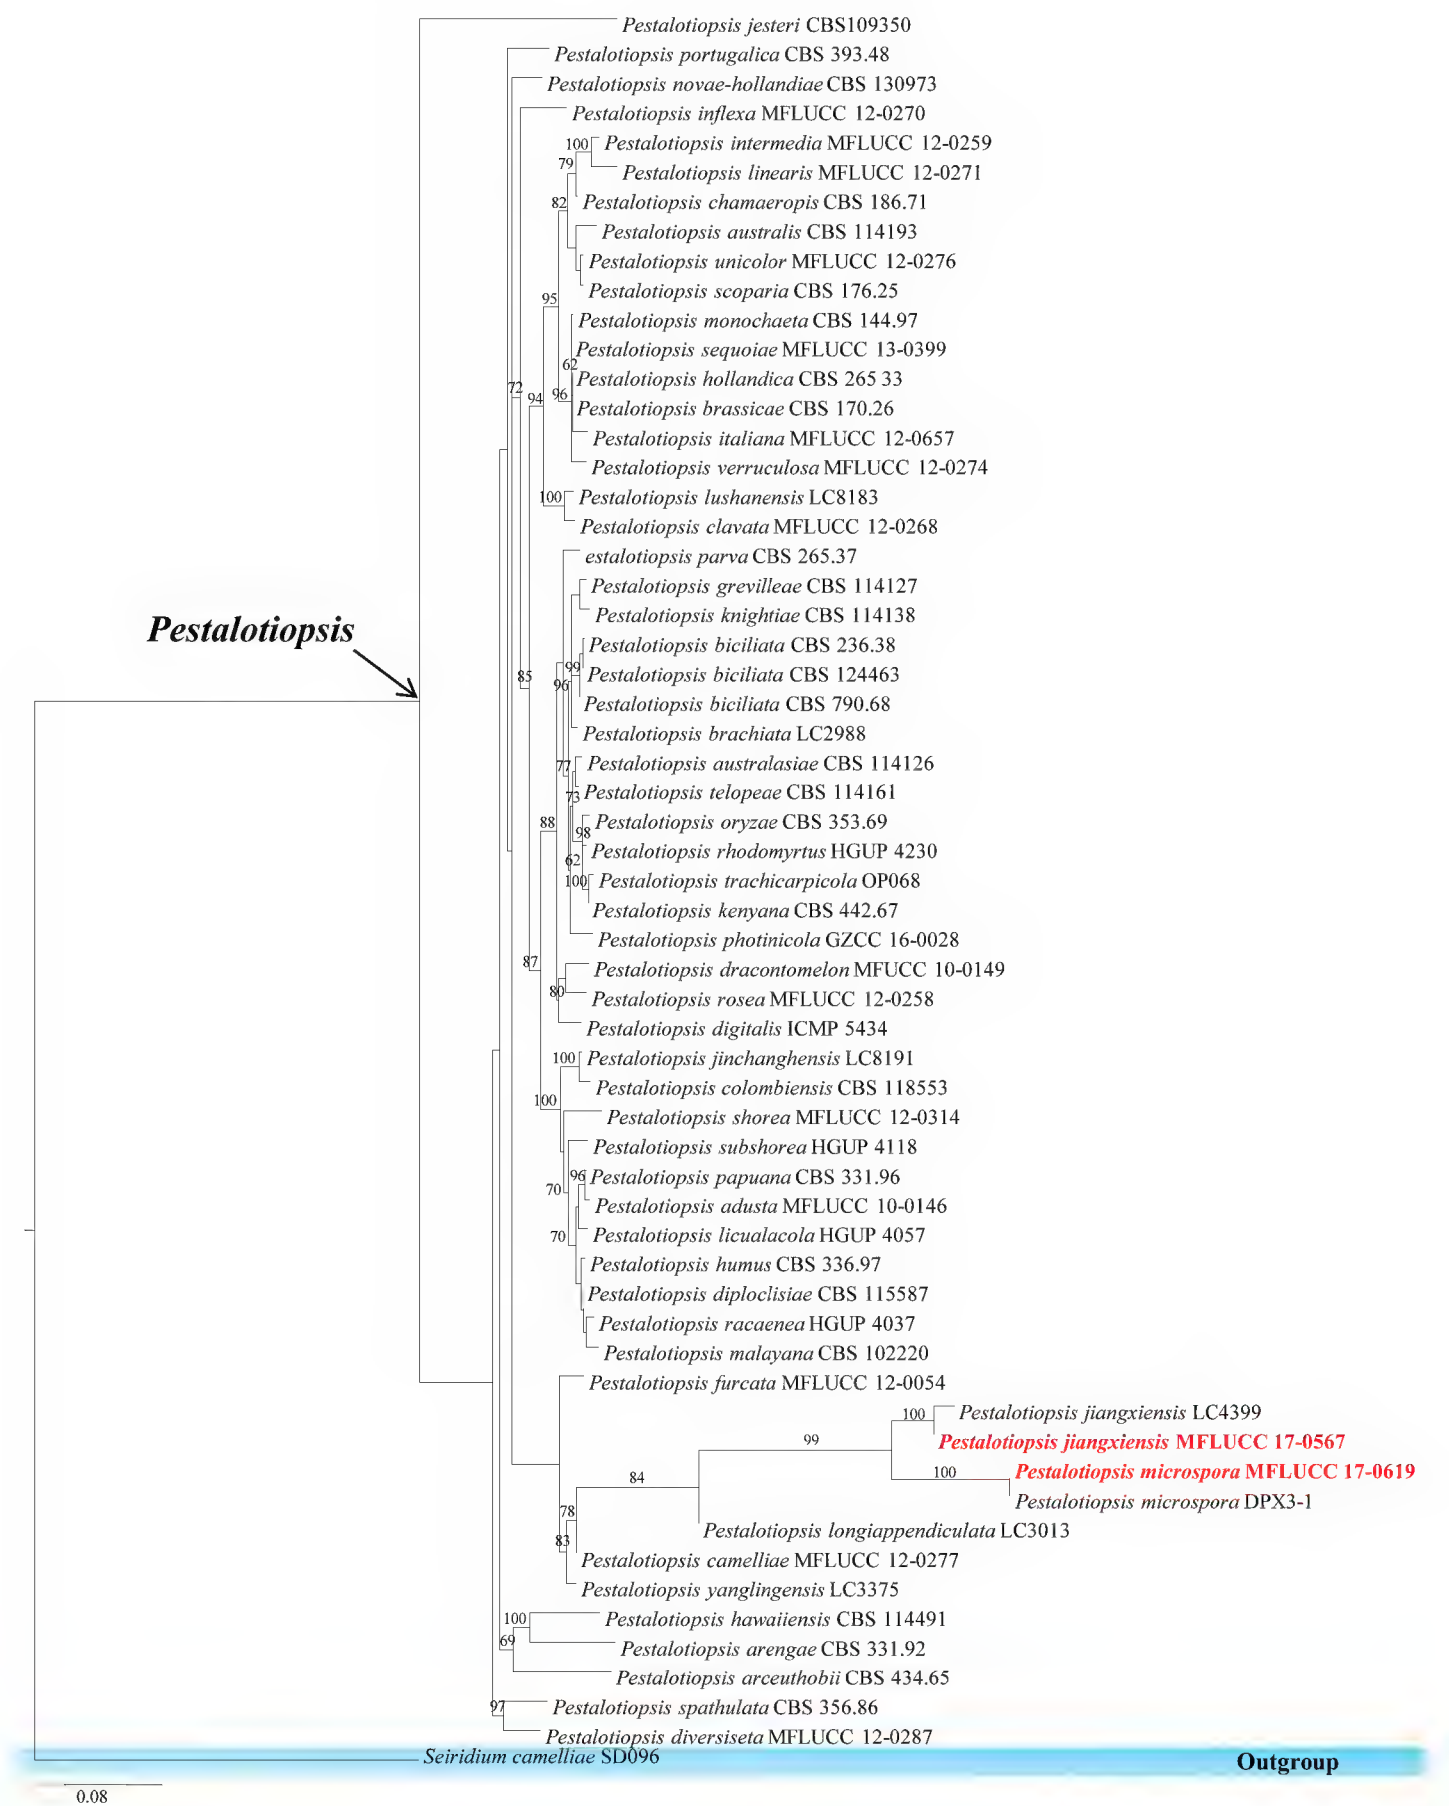 Pestalotiopsis jesteri CBS109350
Pestalotiopsis portugalica CBS 393.48
Pestalotiopsis novae-hollandiae CBS 130973
Pestalotiopsis inflexa MFLUCC 12-0270
100 Pestalotiopsis intermedia MFLUCC 12-0259
79
Pestalotiopsis linearis MFLUCC 12-0271
82 Pestalotiopsis chamaeropis CBS 186.71
Pestalotiopsis australis CBS 114193
Pestalotiopsis unicolor MFLUCC 12-0276
Pestalotiopsis scoparia CBS 176.25
95
Pestalotiopsis monochaeta CBS 144.97
Pestalotiopsis sequoiae MFLUCC 13-0399
62
Pestalotiopsis hollandica CBS 265 33
72
94 96
Pestalotiopsis brassicae CBS 170.26
Pestalotiopsis italiana MFLUCC 12-0657
Pestalotiopsis verruculosa MFLUCC 12-0274
100 Pestalotiopsis lushanensis LC8183
Pestalotiopsis clavata MFLUCC 12-0268
estalotiopsis parva CBS 265.37
Pestalotiopsis grevilleae CBS 114127
Pestalotiopsis knightiae CBS 114138
Pestalotiopsis
Pestalotiopsis biciliata CBS 236.38
99
85 Pestalotiopsis biciliata CBS 124463
96
Pestalotiopsis biciliata CBS 790.68
Pestalotiopsis brachiata LC2988
77 Pestalotiopsis australasiae CBS 114126
73 Pestalotiopsis telopeae CBS 114161
88 Pestalotiopsis oryzae CBS 353.69
98
Pestalotiopsis rhodomyrtus HGUP 4230
62
100 Pestalotiopsis trachicarpicola OP068
Pestalotiopsis kenyana CBS 442.67
Pestalotiopsis photinicola GZCC 16-0028
87
Pestalotiopsis dracontomelon MFUCC 10-0149
80
Pestalotiopsis rosea MFLUCC 12-0258
Pestalotiopsis digitalis ICMP 5434
100 Pestalotiopsis jinchanghensis LC8191
Pestalotiopsis colombiensis CBS 118553
100
Pestalotiopsis shorea MFLUCC 12-0314
Pestalotiopsis subshorea HGUP 4118
96 Pestalotiopsis papuana CBS 331.96
70
Pestalotiopsis adusta MFLUCC 10-0146
70 Pestalotiopsis licualacola HGUP 4057
Pestalotiopsis humus CBS 336.97
Pestalotiopsis diploclisiae CBS 115587
Pestalotiopsis racaenea HGUP 4037
Pestalotiopsis malayana CBS 102220
Pestalotiopsis furcata MFLUCC 12-0054
100 Pestalotiopsis jiangxiensis LC4399
99 Pestalotiopsis jiangxiensis MFLUCC 17-0567
84 100 Pestalotiopsis microspora MFLUCC 17-0619
Pestalotiopsis microspora DPX3-1
78
Pestalotiopsis longiappendiculata LC3013
83
Pestalotiopsis camelliae MFLUCC 12-0277
Pestalotiopsis yanglingensis LC3375
100 Pestalotiopsis hawaiiensis CBS 114491
69 Pestalotiopsis arengae CBS 331.92
Pestalotiopsis arceuthobii CBS 434.65
97 Pestalotiopsis spathulata CBS 356.86
Pestalotiopsis diversiseta MFLUCC 12-0287
Seiridium camelliae SD096
Outgroup
0.08